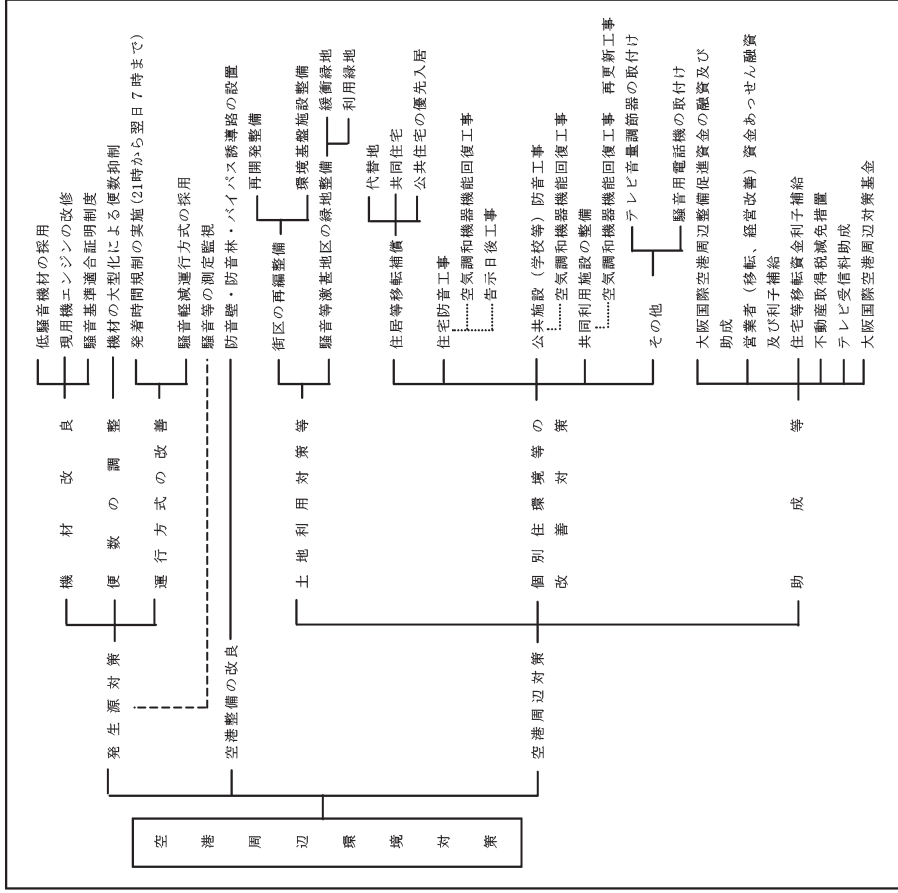 空港周辺環境対策
発生源対策
機材改良
低騒音機材の採用
現用機エンジンの改修
騒音基準適合証明制度
便数の調整
機材の大型化による便数抑制
運行方式の改善
発着時間規制の実施(21時から翌日7時まで)
騒音軽減運行方式の採用
騒音等の測定監視
空港整備の改良
防音壁・防音林・バイパス誘導路の設置
空港周辺対策
土地利用対策等
街区の再編整備
再開発整備
環境基盤施設整備
騒音等激甚地区の緑地整備
緩衝緑地
利用緑地
個別住環境等の
改善対策
住居等移転補償
代替地
共同住宅
公共住宅の優先入居
住宅防音工事
空気調和機器機能回復工事
告示日後工事
公共施設(学校等)防音工事
空気調和機器機能回復工事
共同利用施設の整備
空気調和機器機能回復工事 再更新工事
その他
テレビ音量調節器の取付け
騒音用電話機の取付け
助成等
大阪国際空港周辺整備促進資金の融資及び
助成
営業者(移転、経営改善)資金あっせん融資
及び利子補給
住宅等移転資金利子補給
不動産取得税減免措置
テレビ受信料助成
大阪国際空港周辺対策基金